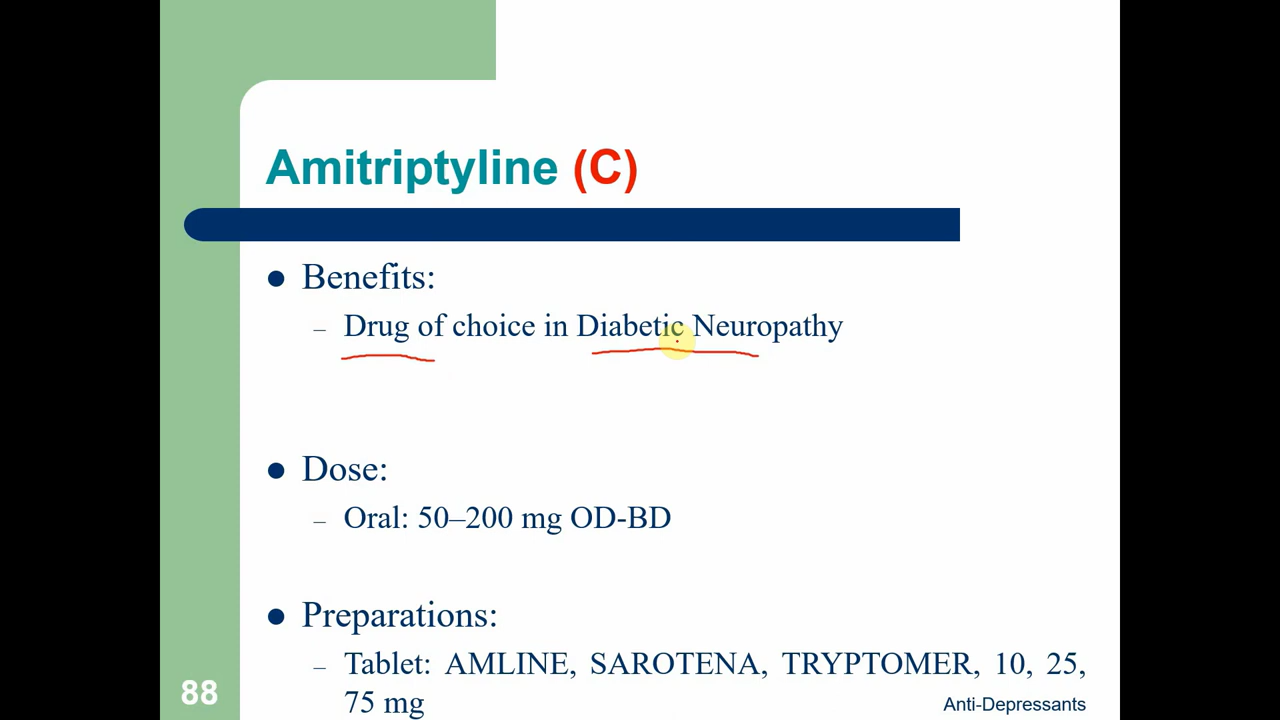 Amitriptyline (C)
Benefits:
– Drug of choice in Diabetic Neuropathy
Dose:
– Oral: 50–200 mg OD-BD
Preparations:
– Tablet: AMLINE, SAROTENA, TRYPTOMER, 10, 25,
75 mg
88
Anti-Depressants